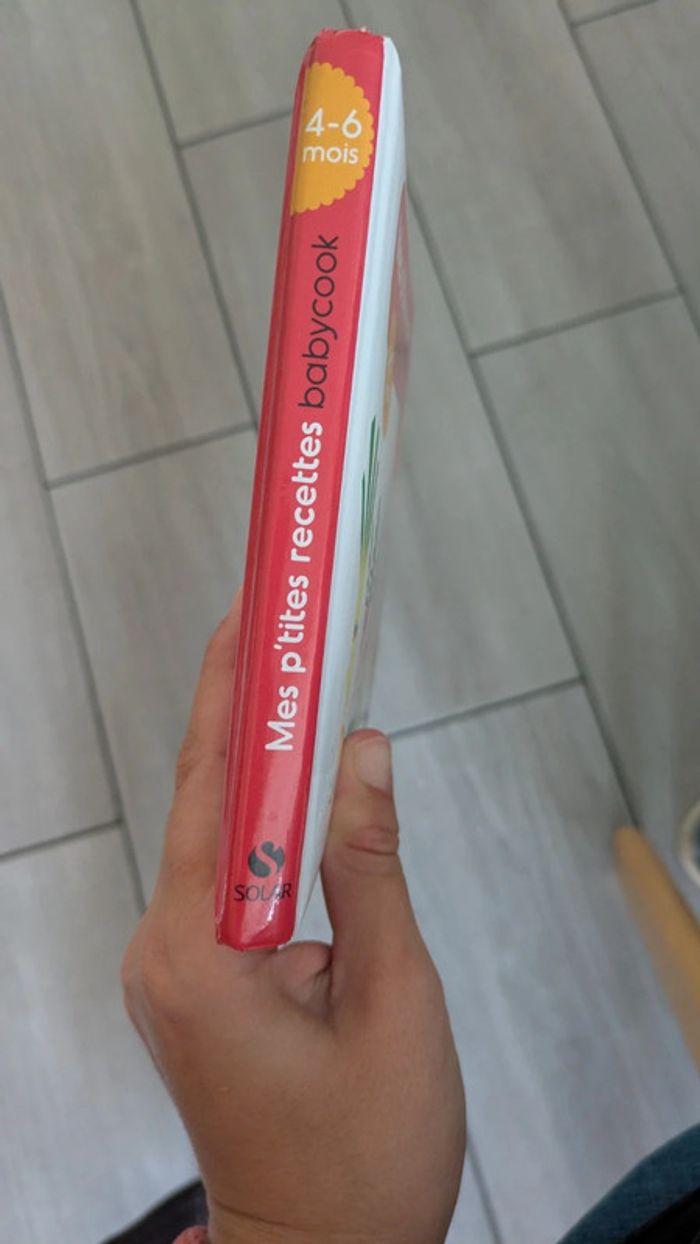 4-6
mois
Mes p'tites recettes babycook
SOLAR